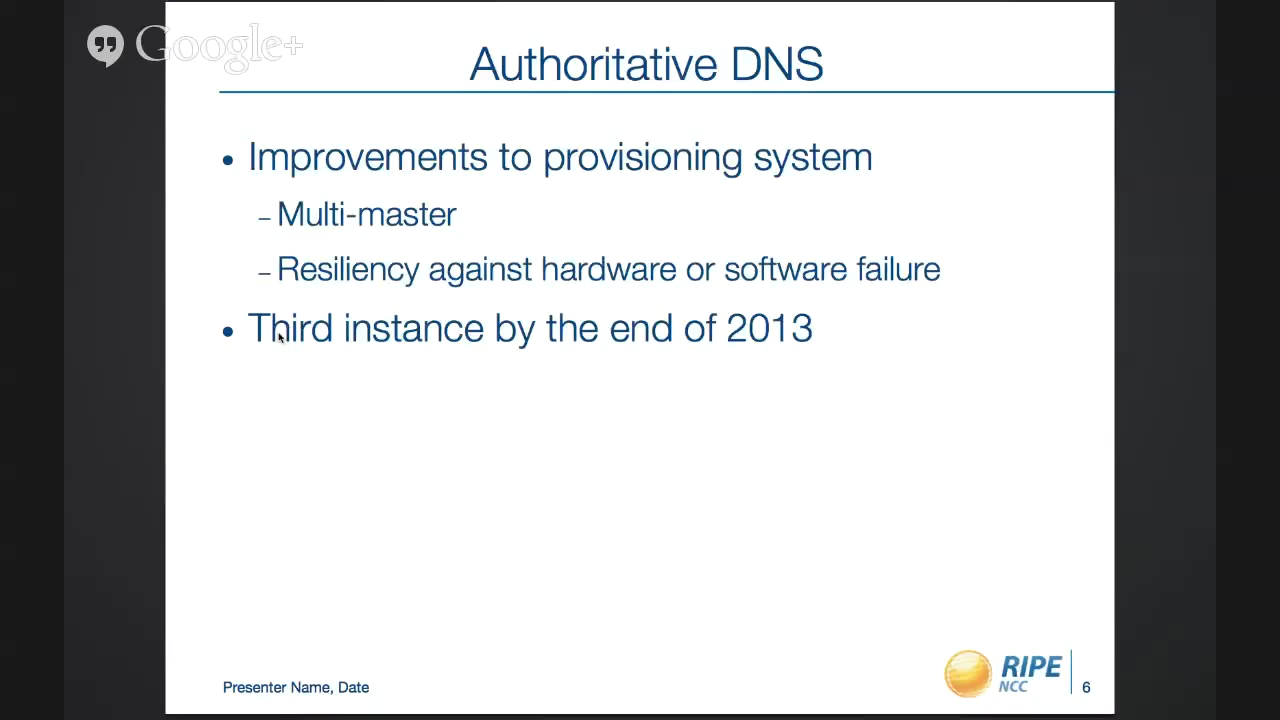 Google+
Authoritative DNS
• Improvements to provisioning system
– Multi-master
– Resiliency against hardware or software failure
• Third instance by the end of 2013
Presenter Name, Date
RIPE
NCC
6